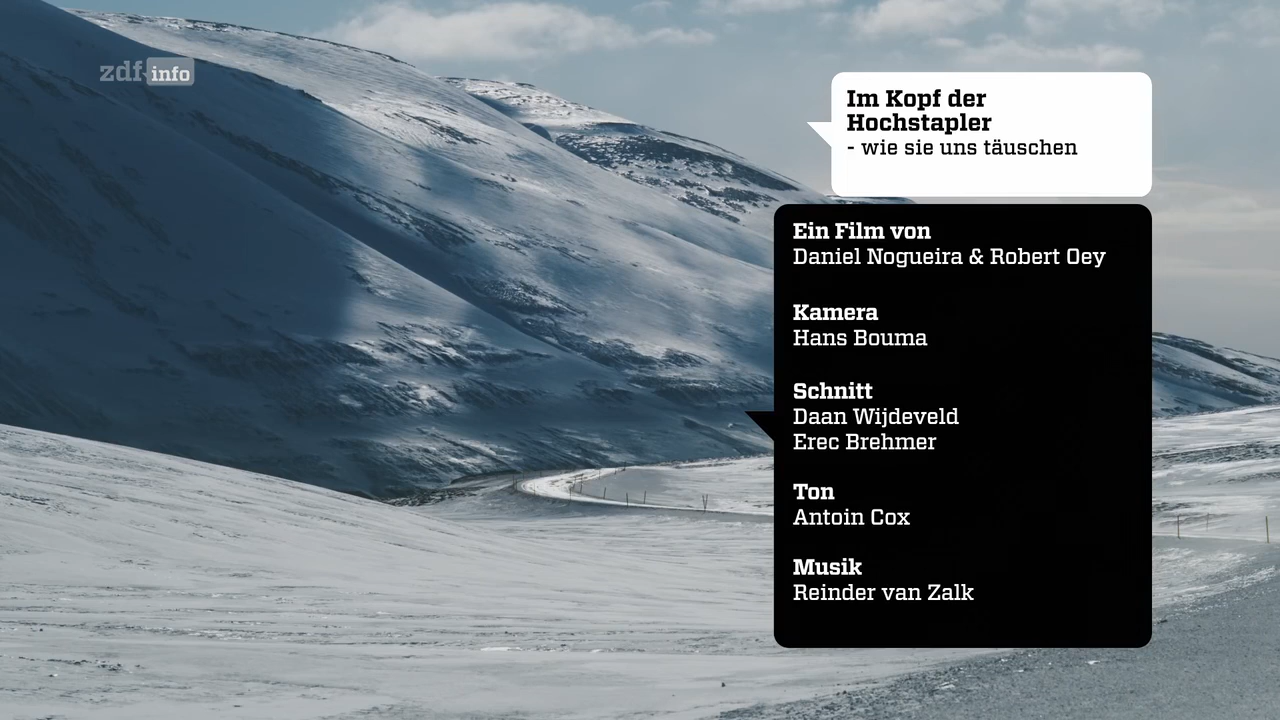 zdf info
Im Kopf der
Hochstapler
- wie sie uns täuschen
Ein Film von
Daniel Nogueira & Robert Oey
Kamera
Hans Bouma
Schnitt
Daan Wijdeveld
Erec Brehmer
Ton
Antoin Cox
Musik
Reinder van Zalk